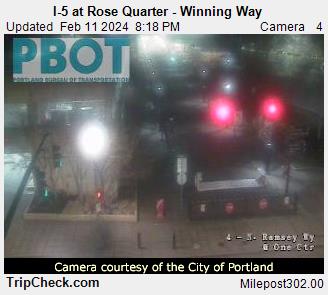 I-5 at Rose Quarter - Winning Way
Updated Feb 11 2024 8:18 PM Camera 4
PBOT
PORTLAND BUREAU OF TRANSPORTATION
4 - N. Ramsey Wy
@ One Ctr
Camera courtesy of the City of Portland
TripCheck.com Milepost302.00